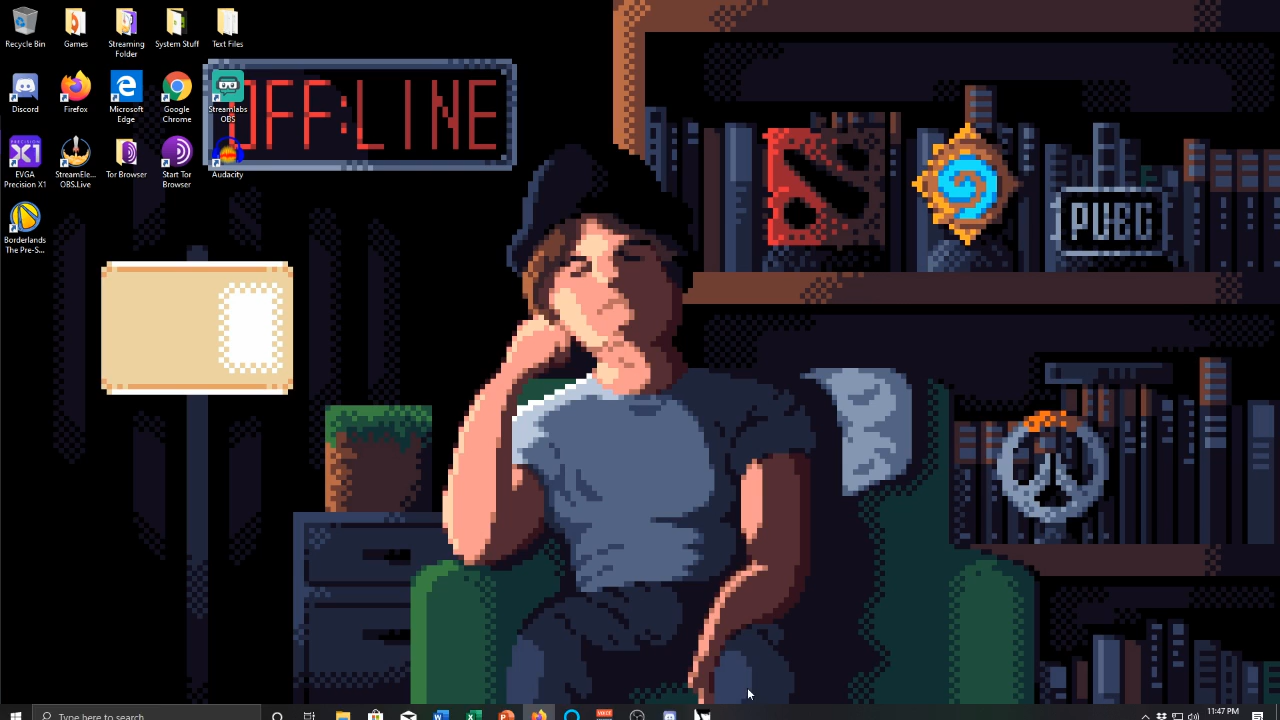 Recycle Bin
Games
Streaming Folder
System Stuff
Text Files
Discord
Firefox
Microsoft Edge
Google Chrome
Streamlabs OBS
OFF:LINE
EVGA Precision X1
StreamEle... OBS.Live
Tor Browser
Start Tor Browser
Audacity
Borderlands The Pre-S...
PUBG
Type here to search
11:47 PM